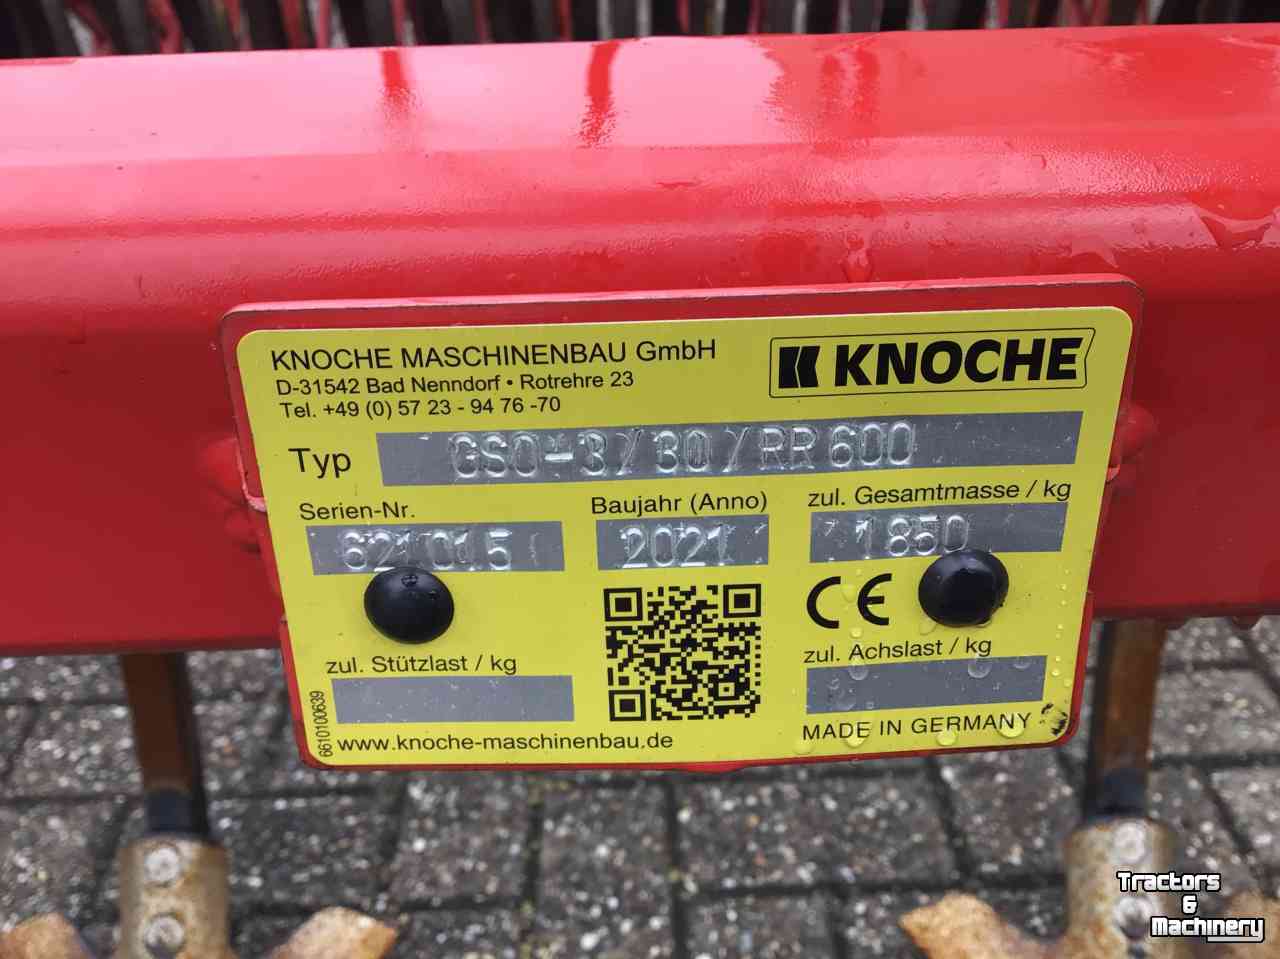 KNOCHE MASCHINENBAU GmbH
D-31542 Bad Nenndorf • Rotrehre 23
Tel. +49 (0) 57 23 - 94 76 -70
KNOCHE
Typ GSO-3/30/RR600
Serien-Nr.
621015
Baujahr (Anno)
2021
zul. Gesamtmasse / kg
1850
CE
zul. Stützlast / kg
zul. Achslast / kg
6610100639
www.knoche-maschinenbau.de
MADE IN GERMANY
Tractors
&
Machinery